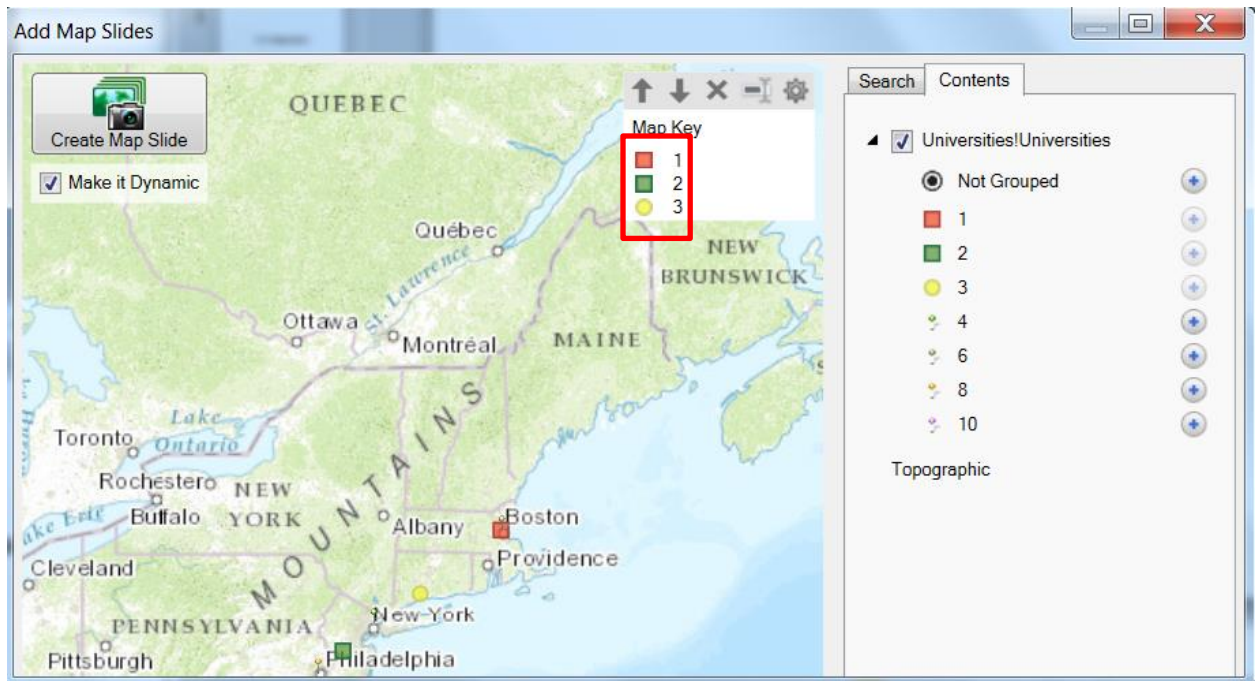 Add Map Slides
X
Create Map Slide
Make it Dynamic
Map Key
1
2
3
QUEBEC
Québec
St. Lawrence
NEW
BRUNSWICK
Ottawa
Montréal
MAINE
MOUNTAINS
Lake
Ontario
Toronto
Rochester
NEW
YORK
Lake Erie
Buffalo
Albany
Boston
Providence
Cleveland
New York
PENNSYLVANIA
Pittsburgh
Philadelphia
Search
Contents
Universities!Universities
Not Grouped
1
2
3
4
6
8
10
Topographic